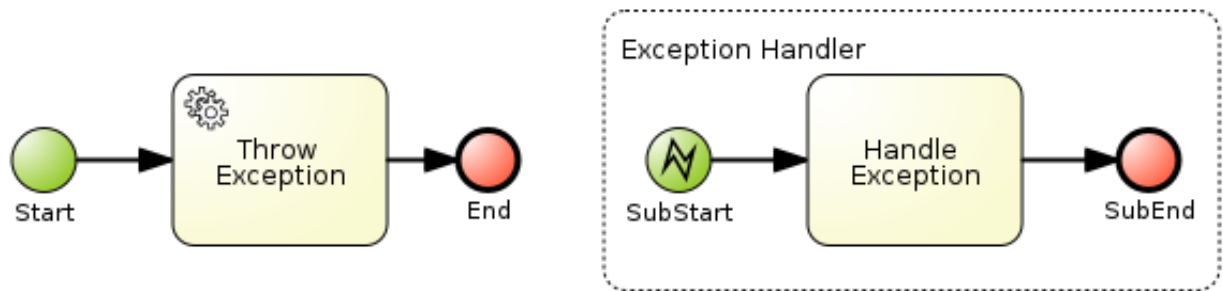 Throw
Exception
Start
End
Exception Handler
Handle
Exception
SubStart
SubEnd